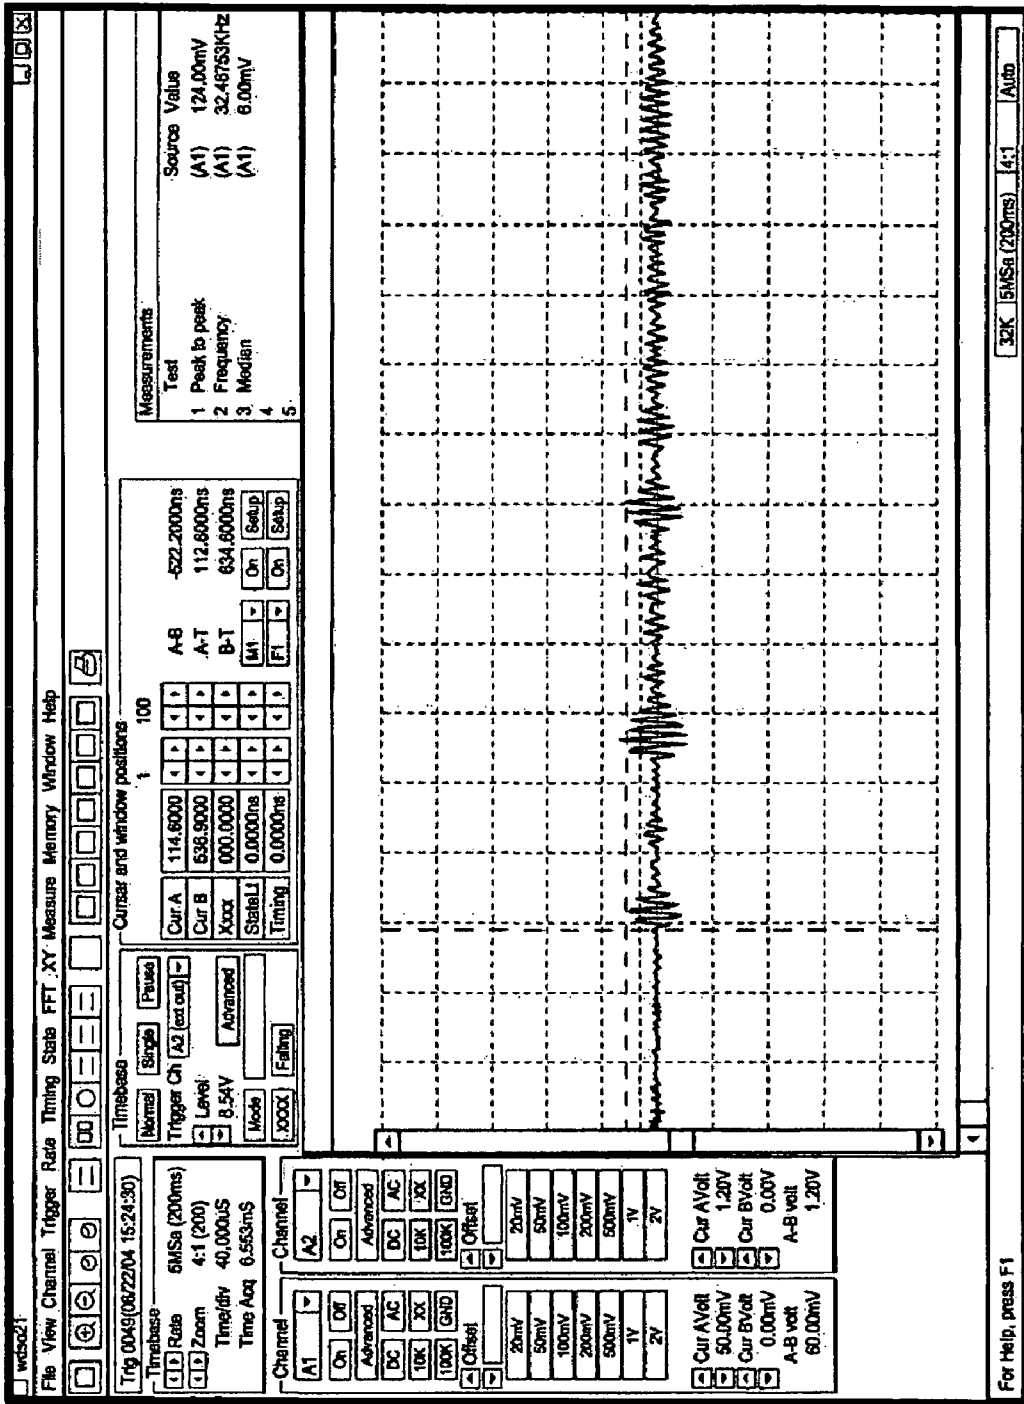 wdso21
File View Channel Trigger Rate Timing State FFT XY Measure Memory Window Help
Trig 0049(06/22/04 15:24:30)
Timebase
Rate 5MSa (200ms)
Zoom 4:1 (200)
Time/div 40,000uS
Time Acq 6.553mS
Timebase
Normal Single Pause
Trigger Ch A2 (ext out)
Level
8.54V Advanced
Mode
XXXX Falling
Cursar and window positions
1 100
Cur A 114.6000 A-B -522.2000ns
Cur B 536.9000 A-T 112.6000ns
Xxxx 000.0000 B-T 634.6000ns
StateLt 0.0000ns M1 On Setup
Timing 0.0000ns F1 On Setup
Measurements
Test Source Value
1 Peak to peak (A1) 124.00mV
2 Frequency (A1) 32.46753KHz
3. Median (A1) 6.00mV
4
5.
Channel
A1
On Off
Advanced
DC AC
10K XX
100K GND
Offset
20mV
50mV
100mV
200mV
500mV
1V
2V
Cur AVolt
50.00mV
Cur BVolt
0.00mV
A-B volt
60.00mV
Channel
A2
On Off
Advanced
DC AC
10K XX
100K GND
Offset
20mV
50mV
100mV
200mV
500mV
1V
2V
Cur AVolt
1.20V
Cur BVolt
0.00V
A-B volt
1.20V
For Help, press F1
32K 5MSa (200ms) 4:1 Auto